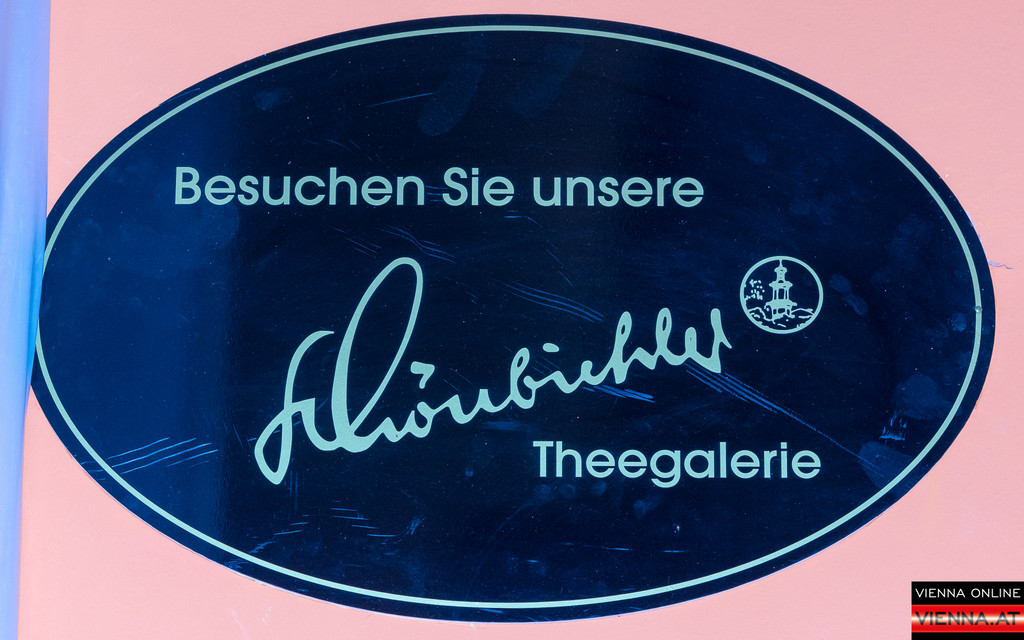 Besuchen Sie unsere
Schönbichler
Theegalerie
VIENNA ONLINE
VIENNA.AT